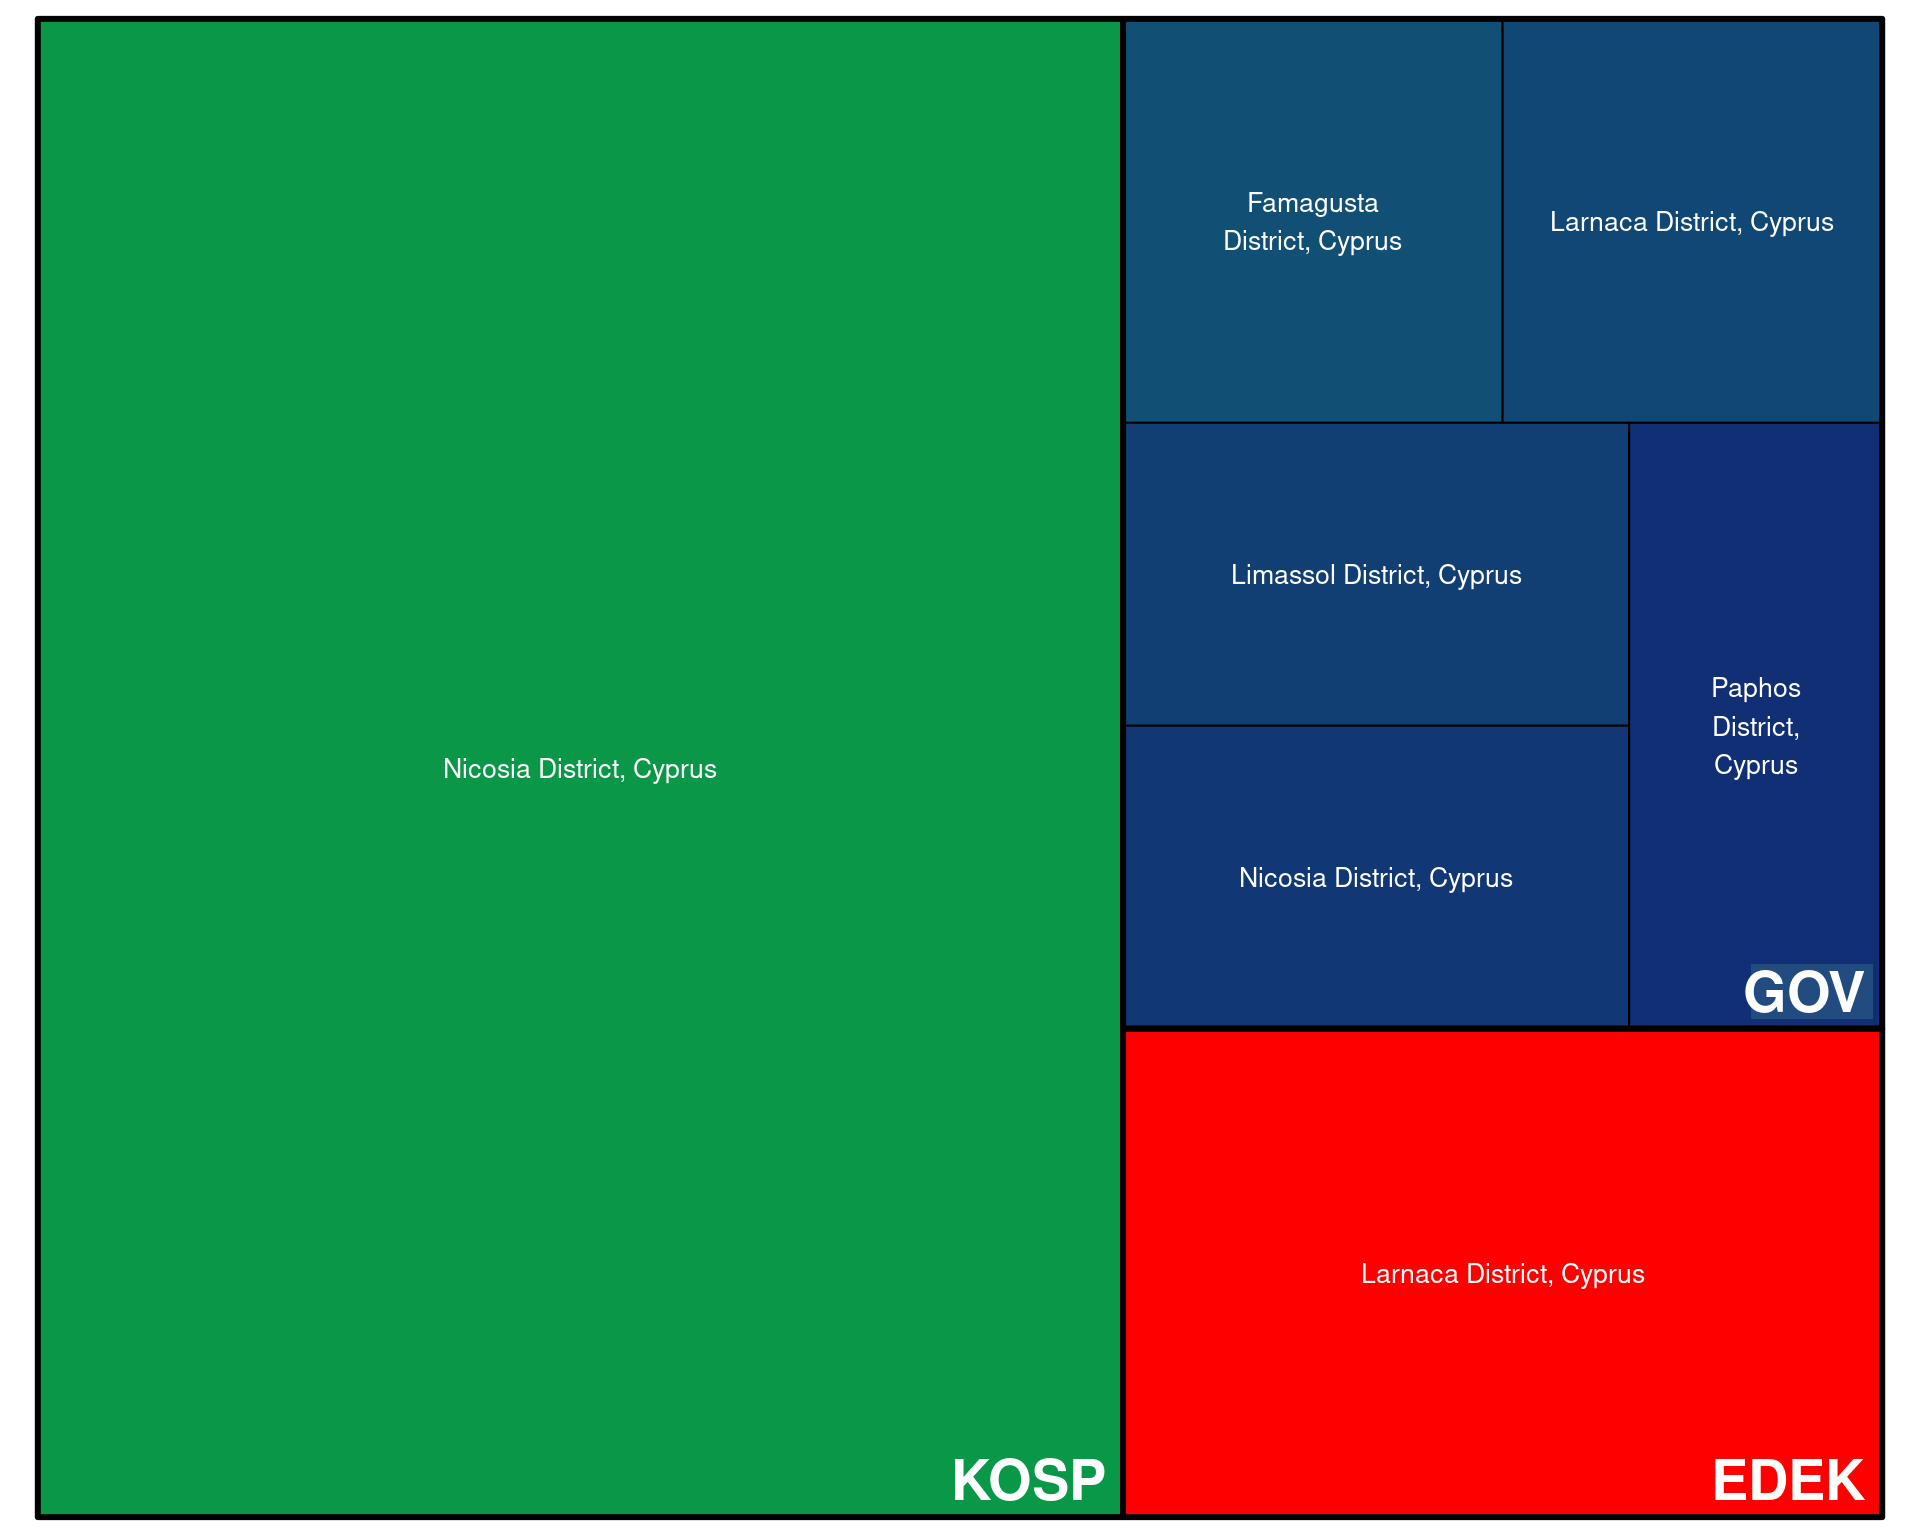 Nicosia District, Cyprus
KOSP
Famagusta
District, Cyprus
Larnaca District, Cyprus
Limassol District, Cyprus
Nicosia District, Cyprus
Paphos
District,
Cyprus
GOV
Larnaca District, Cyprus
EDEK